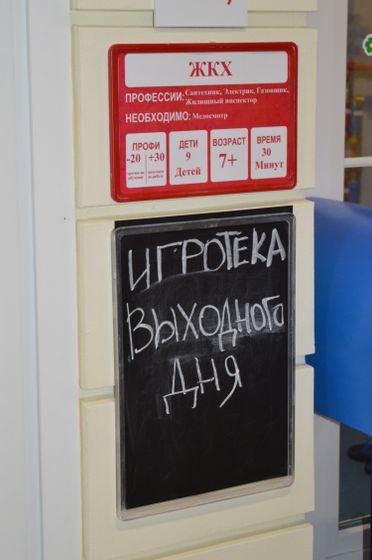 ЖКХ
ПРОФЕССИИ: Сантехник, Электрик, Газовщик,
Жилищный инспектор
НЕОБХОДИМО: Медосмотр
ПРОФИ
-20 +30
ДЕТИ
9
Детей
ВОЗРАСТ
7+
ВРЕМЯ
30
Минут
ИГРОТЕКА
ВЫХОДНОГО
ДНЯ